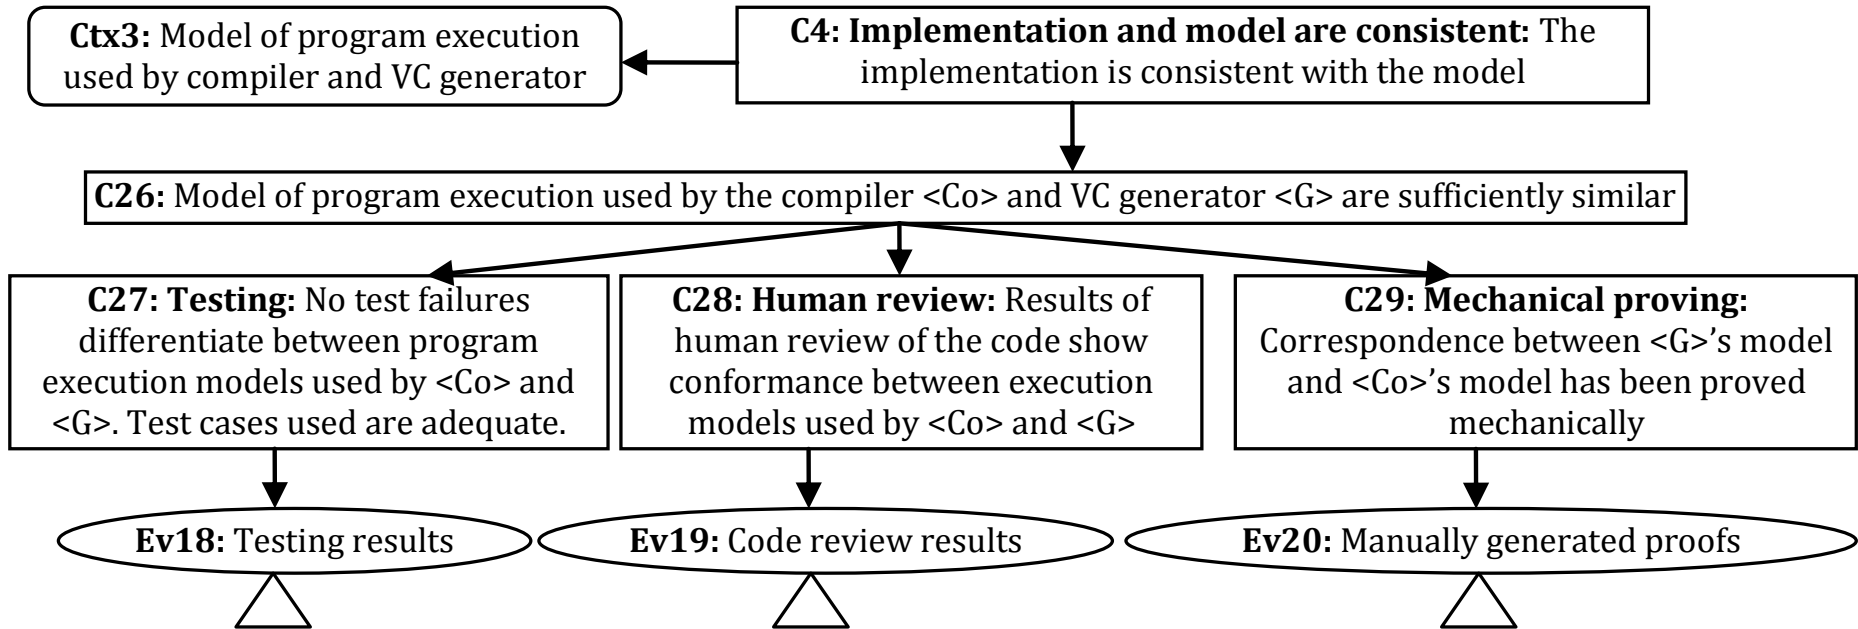 Ctx3: Model of program execution
used by compiler and VC generator
C4: Implementation and model are consistent: The
implementation is consistent with the model
C26: Model of program execution used by the compiler <Co> and VC generator <G> are sufficiently similar
C27: Testing: No test failures
differentiate between program
execution models used by <Co> and
<G>. Test cases used are adequate.
C28: Human review: Results of
human review of the code show
conformance between execution
models used by <Co> and <G>
C29: Mechanical proving:
Correspondence between <G>’s model
and <Co>’s model has been proved
mechanically
Ev18: Testing results
Ev19: Code review results
Ev20: Manually generated proofs